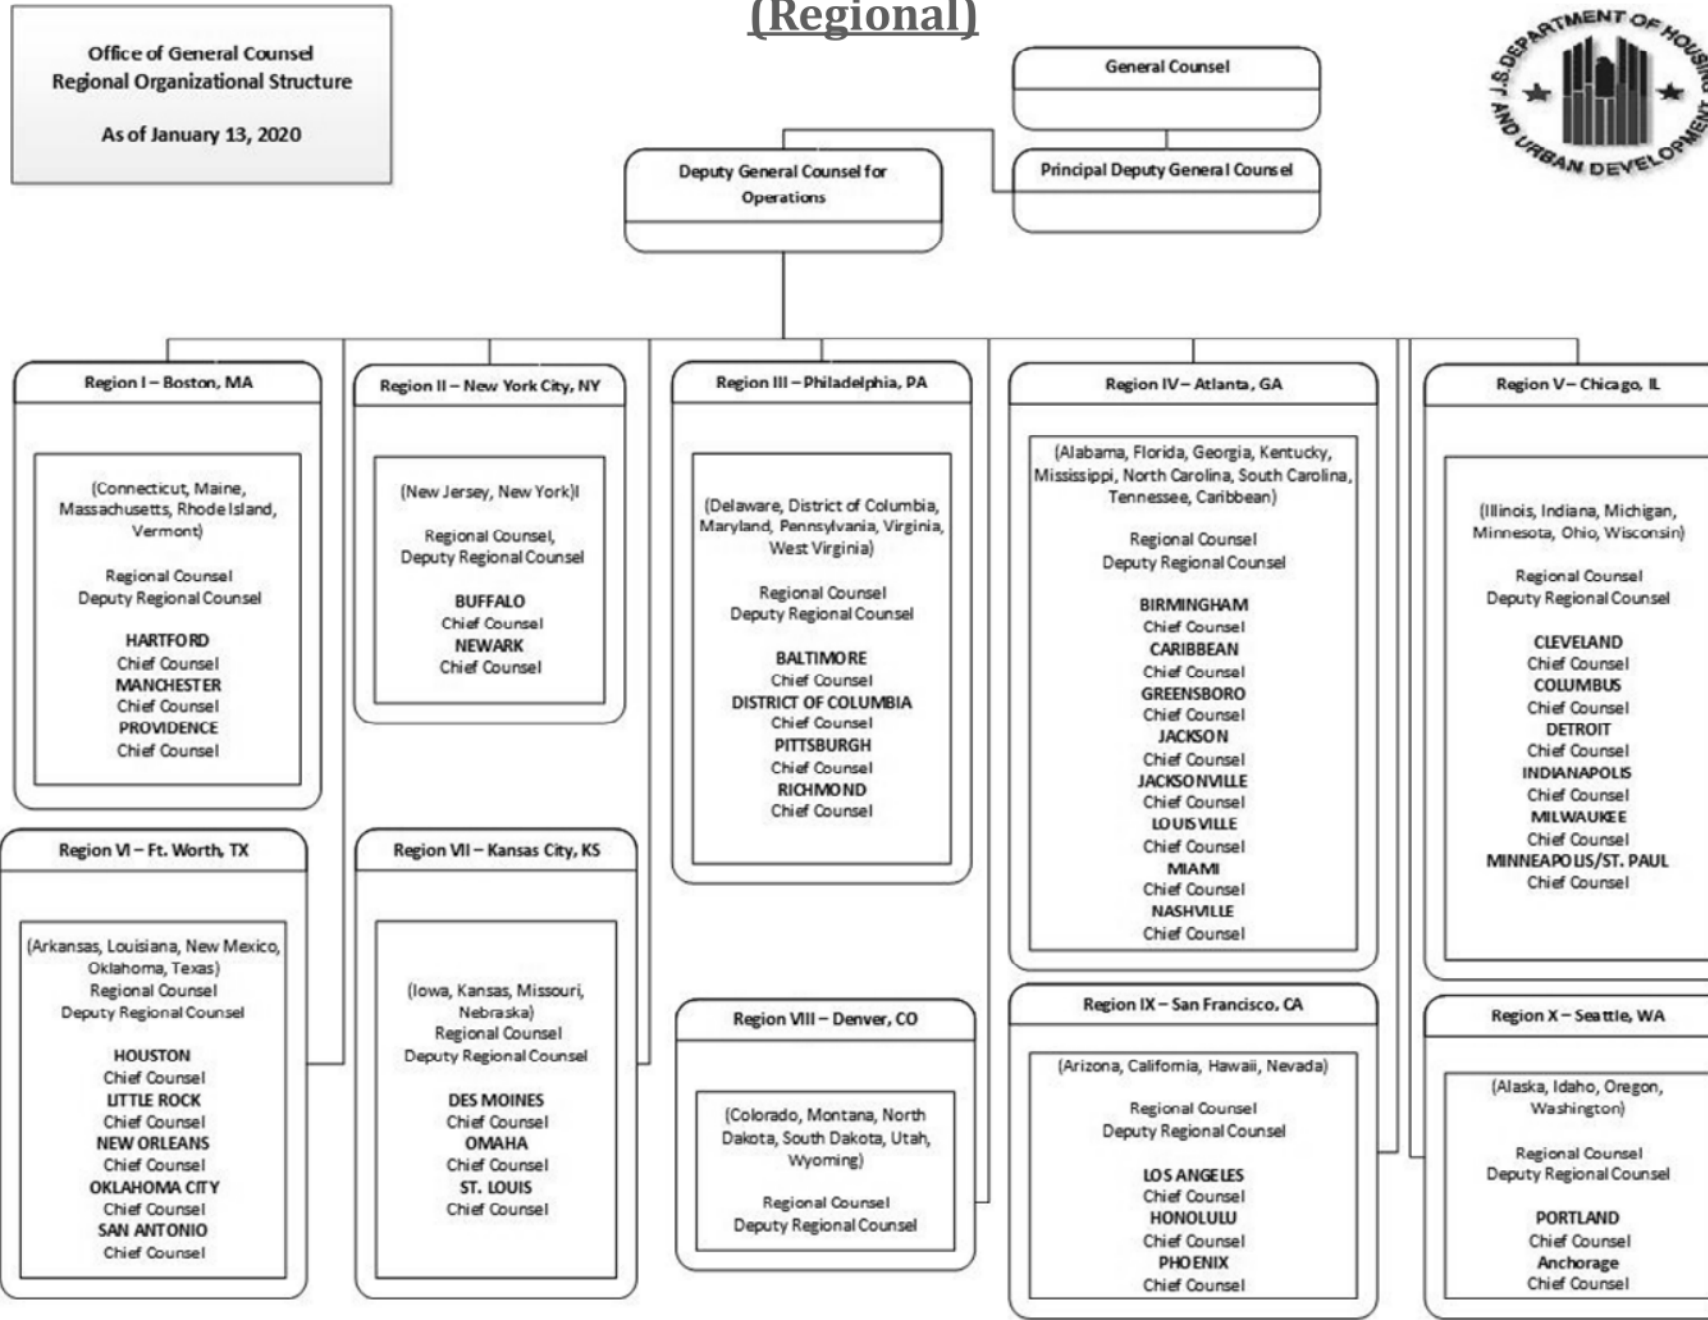 (Regional)
Office of General Counsel
Regional Organizational Structure
As of January 13, 2020
General Counsel
Principal Deputy General Counsel
Deputy General Counsel for
Operations
J.S. DEPARTMENT OF HOUSING
AND URBAN DEVELOPMENT
Region I – Boston, MA
(Connecticut, Maine,
Massachusetts, Rhode Island,
Vermont)
Regional Counsel
Deputy Regional Counsel
HARTFORD
Chief Counsel
MANCHESTER
Chief Counsel
PROVIDENCE
Chief Counsel
Region II – New York City, NY
(New Jersey, New York)l
Regional Counsel,
Deputy Regional Counsel
BUFFALO
Chief Counsel
NEWARK
Chief Counsel
Region III – Philadelphia, PA
(Delaware, District of Columbia,
Maryland, Pennsylvania, Virginia,
West Virginia)
Regional Counsel
Deputy Regional Counsel
BALTIMORE
Chief Counsel
DISTRICT OF COLUMBIA
Chief Counsel
PITTSBURGH
Chief Counsel
RICHMOND
Chief Counsel
Region IV – Atlanta, GA
(Alabama, Florida, Georgia, Kentucky,
Mississippi, North Carolina, South Carolina,
Tennessee, Caribbean)
Regional Counsel
Deputy Regional Counsel
BIRMINGHAM
Chief Counsel
CARIBBEAN
Chief Counsel
GREENSBORO
Chief Counsel
JACKSON
Chief Counsel
JACKSONVILLE
Chief Counsel
LOUISVILLE
Chief Counsel
MIAMI
Chief Counsel
NASHVILLE
Chief Counsel
Region V – Chicago, IL
(Illinois, Indiana, Michigan,
Minnesota, Ohio, Wisconsin)
Regional Counsel
Deputy Regional Counsel
CLEVELAND
Chief Counsel
COLUMBUS
Chief Counsel
DETROIT
Chief Counsel
INDIANAPOLIS
Chief Counsel
MILWAUKEE
Chief Counsel
MINNEAPOLIS/ST. PAUL
Chief Counsel
Region VI – Ft. Worth, TX
(Arkansas, Louisiana, New Mexico,
Oklahoma, Texas)
Regional Counsel
Deputy Regional Counsel
HOUSTON
Chief Counsel
LITTLE ROCK
Chief Counsel
NEW ORLEANS
Chief Counsel
OKLAHOMA CITY
Chief Counsel
SAN ANTONIO
Chief Counsel
Region VII – Kansas City, KS
(Iowa, Kansas, Missouri,
Nebraska)
Regional Counsel
Deputy Regional Counsel
DES MOINES
Chief Counsel
OMAHA
Chief Counsel
ST. LOUIS
Chief Counsel
Region VIII – Denver, CO
(Colorado, Montana, North
Dakota, South Dakota, Utah,
Wyoming)
Regional Counsel
Deputy Regional Counsel
Region IX – San Francisco, CA
(Arizona, California, Hawaii, Nevada)
Regional Counsel
Deputy Regional Counsel
LOS ANGELES
Chief Counsel
HONOLULU
Chief Counsel
PHOENIX
Chief Counsel
Region X – Seattle, WA
(Alaska, Idaho, Oregon,
Washington)
Regional Counsel
Deputy Regional Counsel
PORTLAND
Chief Counsel
Anchorage
Chief Counsel